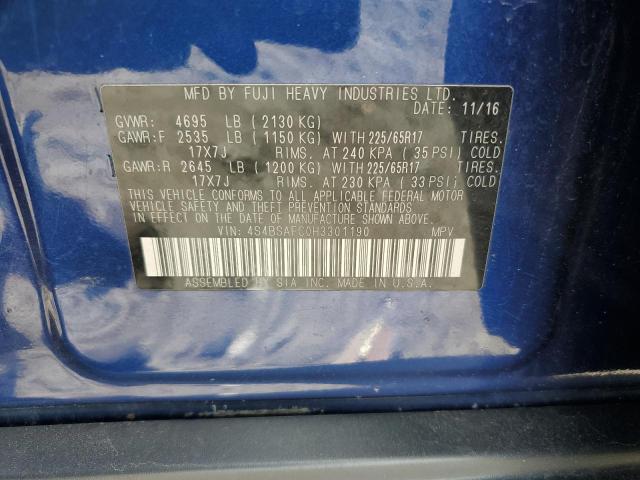 MFD BY FUJI HEAVY INDUSTRIES LTD.
DATE: 11/16
GVWR: 4695 LB (2130 KG)
GAWR:F 2535 LB (1150 KG) WITH 225/65R17 TIRES.
17X7J RIMS. AT 240 KPA (35 PSI) COLD
GAWR:R 2645 LB (1200 KG) WITH 225/65R17 TIRES.
17X7J RIMS. AT 230 KPA (33 PSI) COLD
THIS VEHICLE CONFORMS TO ALL APPLICABLE FEDERAL MOTOR
VEHICLE SAFETY, BUMPER, AND THEFT PREVENTION STANDARDS
IN EFFECT ON THE DATE OF MANUFACTURE SHOWN ABOVE.
VIN: 4S4BSAFC0H3301190 MPV
ASSEMBLED BY SIA INC. MADE IN U.S.A.